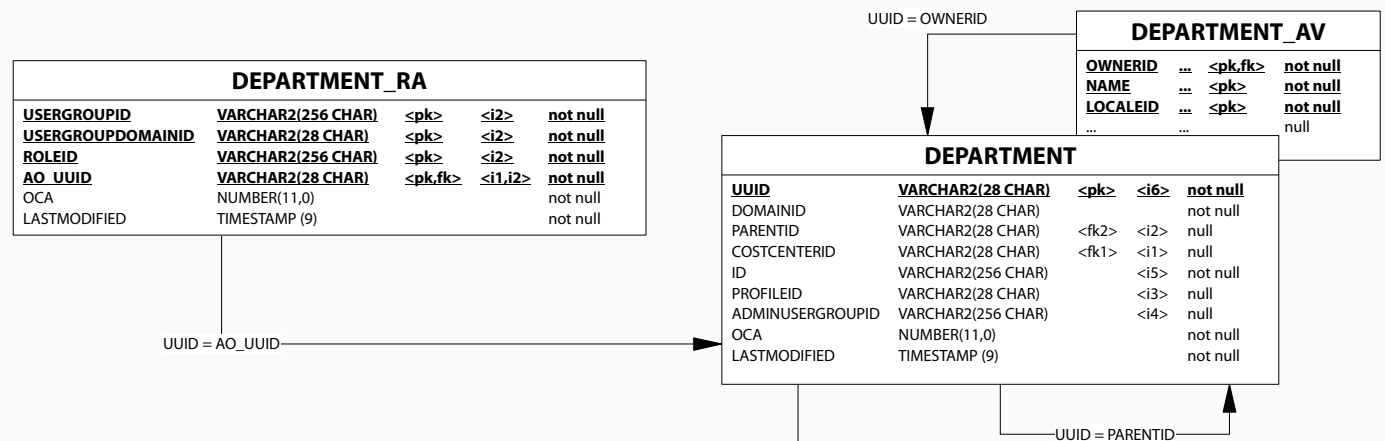 UUID = OWNERID
DEPARTMENT_AV
OWNERID ... <pk,fk> not null
NAME ... <pk> not null
LOCALEID ... <pk> not null
... ... null
DEPARTMENT_RA
USERGROUPID VARCHAR2(256 CHAR) <pk> <i2> not null
USERGROUPDOMAINID VARCHAR2(28 CHAR) <pk> <i2> not null
ROLEID VARCHAR2(256 CHAR) <pk> <i2> not null
AO_UUID VARCHAR2(28 CHAR) <pk,fk> <i1,i2> not null
OCA NUMBER(11,0) not null
LASTMODIFIED TIMESTAMP (9) not null
DEPARTMENT
UUID VARCHAR2(28 CHAR) <pk> <i6> not null
DOMAINID VARCHAR2(28 CHAR) not null
PARENTID VARCHAR2(28 CHAR) <fk2> <i2> null
COSTCENTERID VARCHAR2(28 CHAR) <fk1> <i1> null
ID VARCHAR2(256 CHAR) <i5> not null
PROFILEID VARCHAR2(28 CHAR) <i3> null
ADMINUSERGROUPID VARCHAR2(256 CHAR) <i4> null
OCA NUMBER(11,0) not null
LASTMODIFIED TIMESTAMP (9) not null
UUID = AO_UUID
UUID = PARENTID